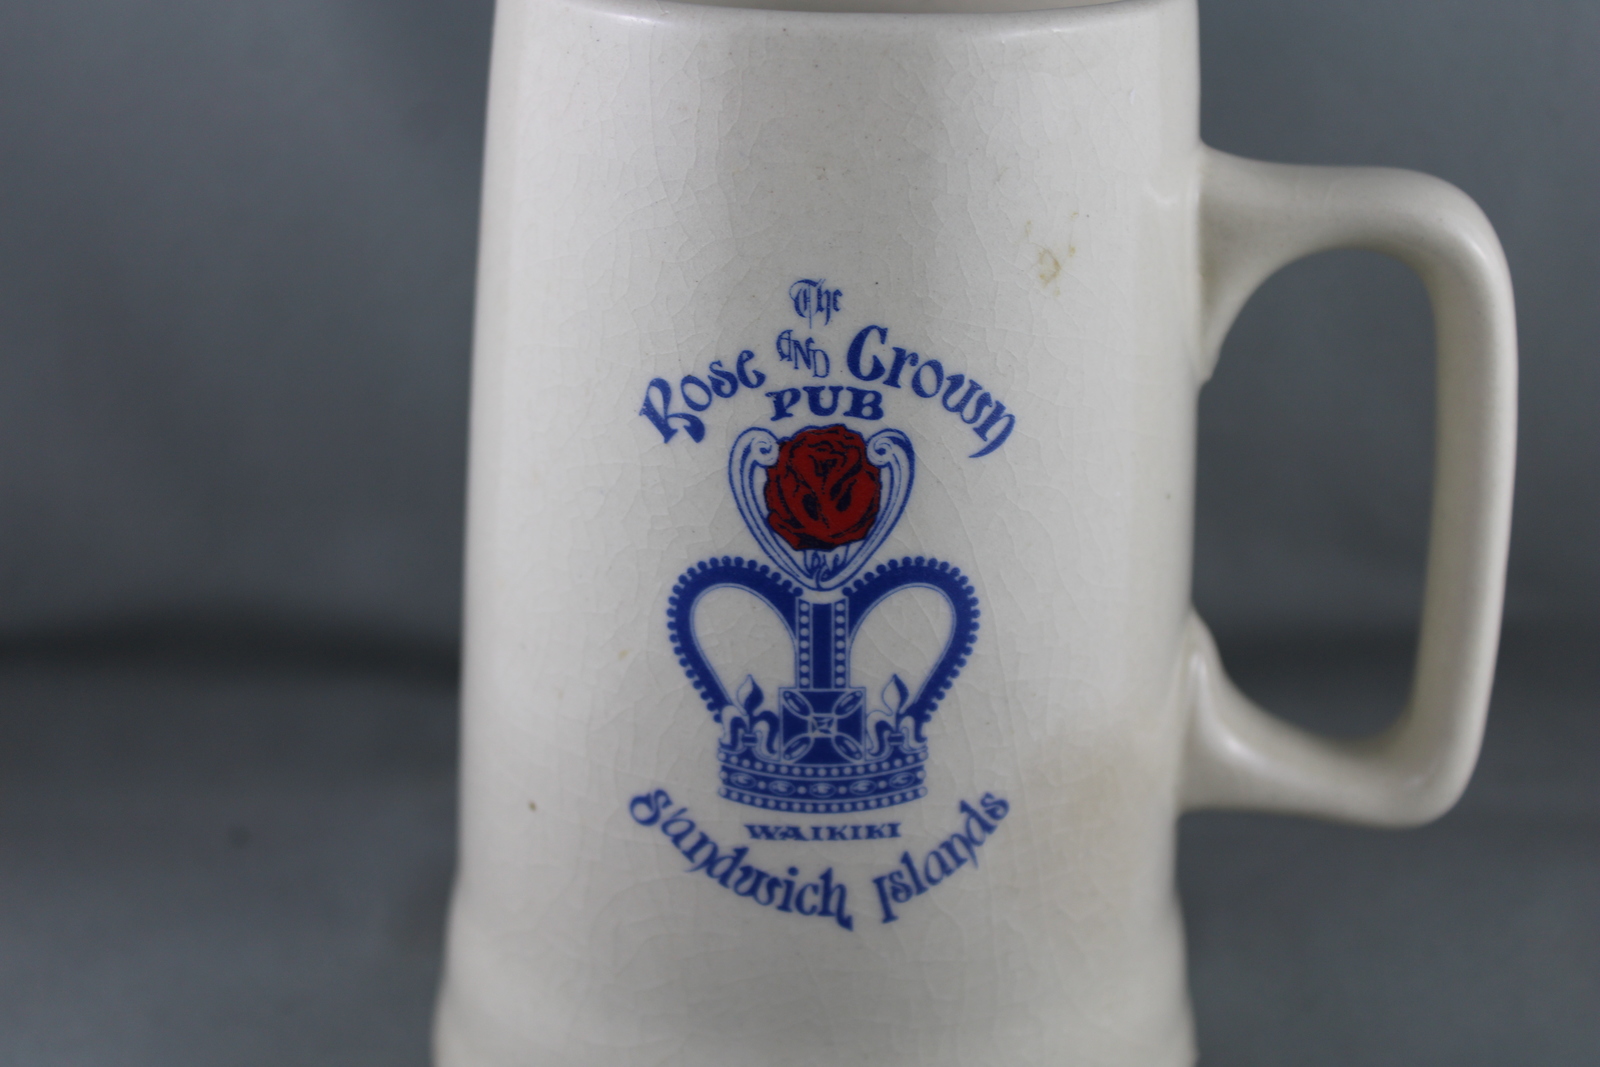 The
Rose AND Crown
PUB
WAIKIKI
Sandwich Islands